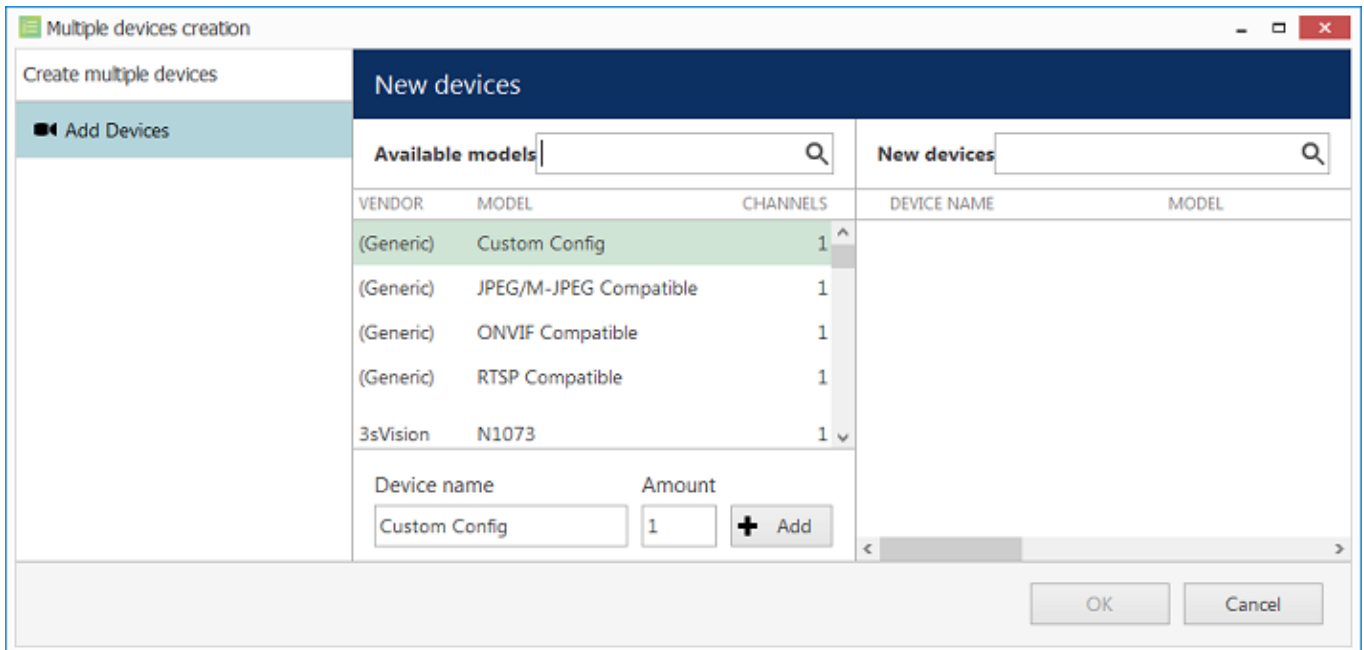 Multiple devices creation
Create multiple devices
Add Devices
New devices
Available models
New devices
VENDOR MODEL CHANNELS
DEVICE NAME MODEL
(Generic) Custom Config 1
(Generic) JPEG/M-JPEG Compatible 1
(Generic) ONVIF Compatible 1
(Generic) RTSP Compatible 1
3sVision N1073 1
Device name Amount
Custom Config 1 Add
OK Cancel